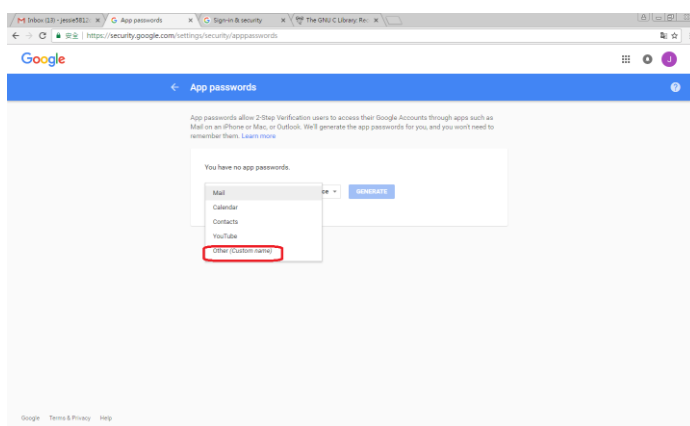 Inbox (13) - jessie5812
App passwords
Sign-in & security
The GNU C Library: Re
安全 | https://security.google.com/settings/security/apppasswords
Google
J
App passwords
App passwords allow 2-Step Verification users to access their Google Accounts through apps such as
Mail on an iPhone or Mac, or Outlook. We'll generate the app passwords for you, and you won't need to
remember them. Learn more
You have no app passwords.
Mail
ce
GENERATE
Calendar
Contacts
YouTube
Other (Custom name)
Google Terms & Privacy Help